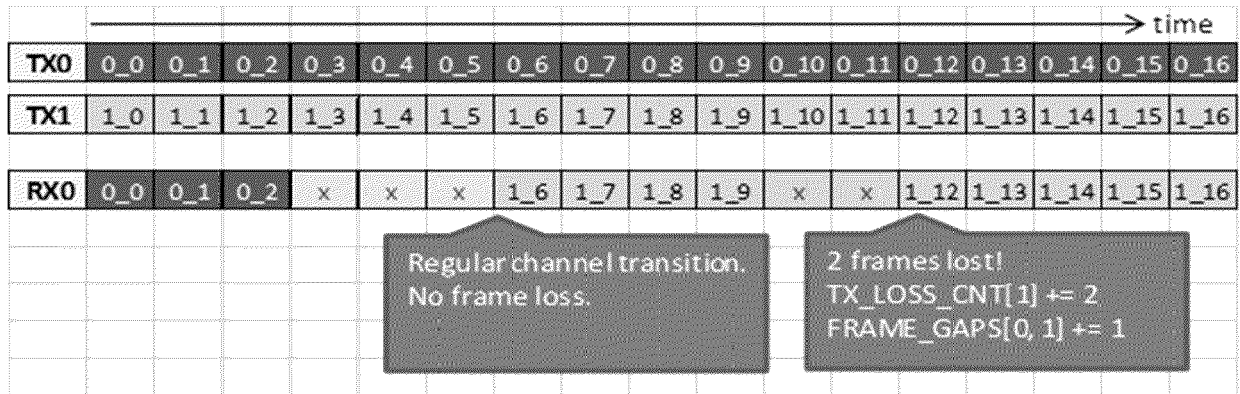 time
TX0 0_0 0_1 0_2 0_3 0_4 0_5 0_6 0_7 0_8 0_9 0_10 0_11 0_12 0_13 0_14 0_15 0_16
TX1 1_0 1_1 1_2 1_3 1_4 1_5 1_6 1_7 1_8 1_9 1_10 1_11 1_12 1_13 1_14 1_15 1_16
RX0 0_0 0_1 0_2 x x x 1_6 1_7 1_8 1_9 x x 1_12 1_13 1_14 1_15 1_16
Regular channel transition.
No frame loss.
2 frames lost!
TX_LOSS_CNT[1] += 2
FRAME_GAPS[0, 1] += 1